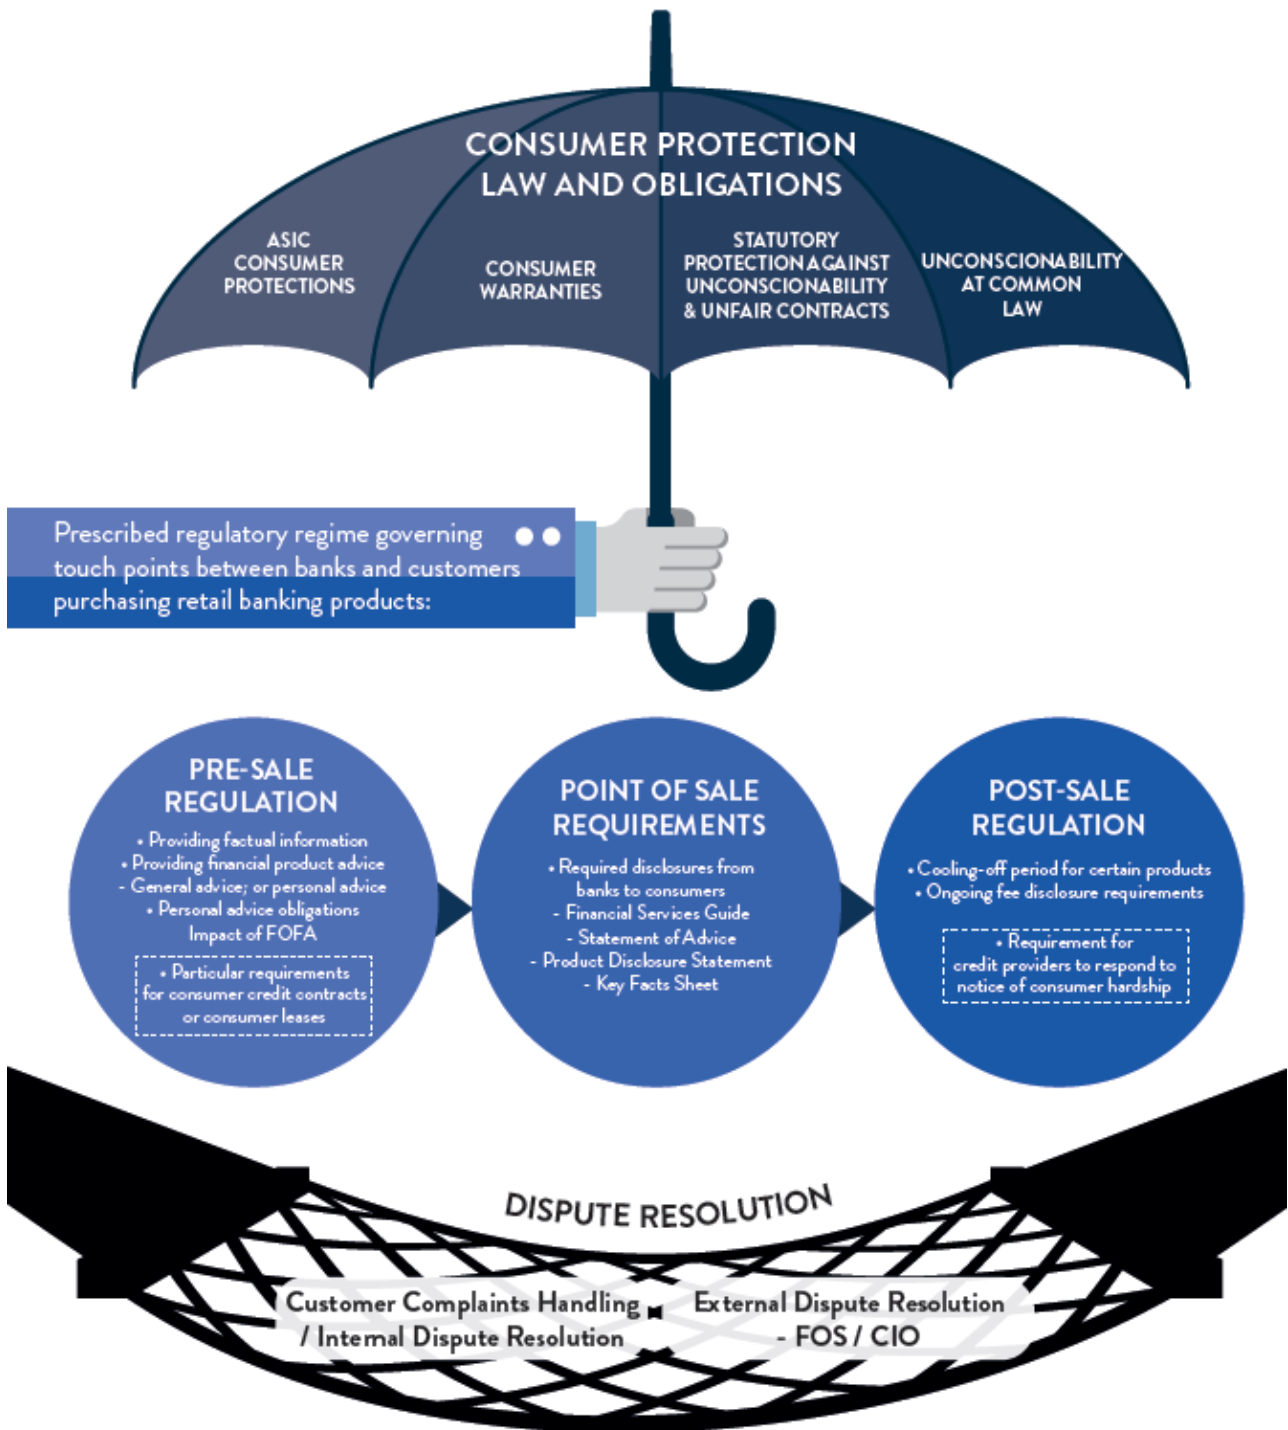 CONSUMER PROTECTION
LAW AND OBLIGATIONS
ASIC
CONSUMER
PROTECTIONS
CONSUMER
WARRANTIES
STATUTORY
PROTECTION AGAINST
UNCONSCIONABILITY
& UNFAIR CONTRACTS
UNCONSCIONABILITY
AT COMMON
LAW
Prescribed regulatory regime governing
touch points between banks and customers
purchasing retail banking products:
PRE-SALE
REGULATION
• Providing factual information
• Providing financial product advice
- General advice; or personal advice
• Personal advice obligations
Impact of FOFA
• Particular requirements
for consumer credit contracts
or consumer leases
POINT OF SALE
REQUIREMENTS
• Required disclosures from
banks to consumers
- Financial Services Guide
- Statement of Advice
- Product Disclosure Statement
- Key Facts Sheet
POST-SALE
REGULATION
• Cooling-off period for certain products
• Ongoing fee disclosure requirements
• Requirement for
credit providers to respond to
notice of consumer hardship
DISPUTE RESOLUTION
Customer Complaints Handling
/ Internal Dispute Resolution
External Dispute Resolution
- FOS / CIO